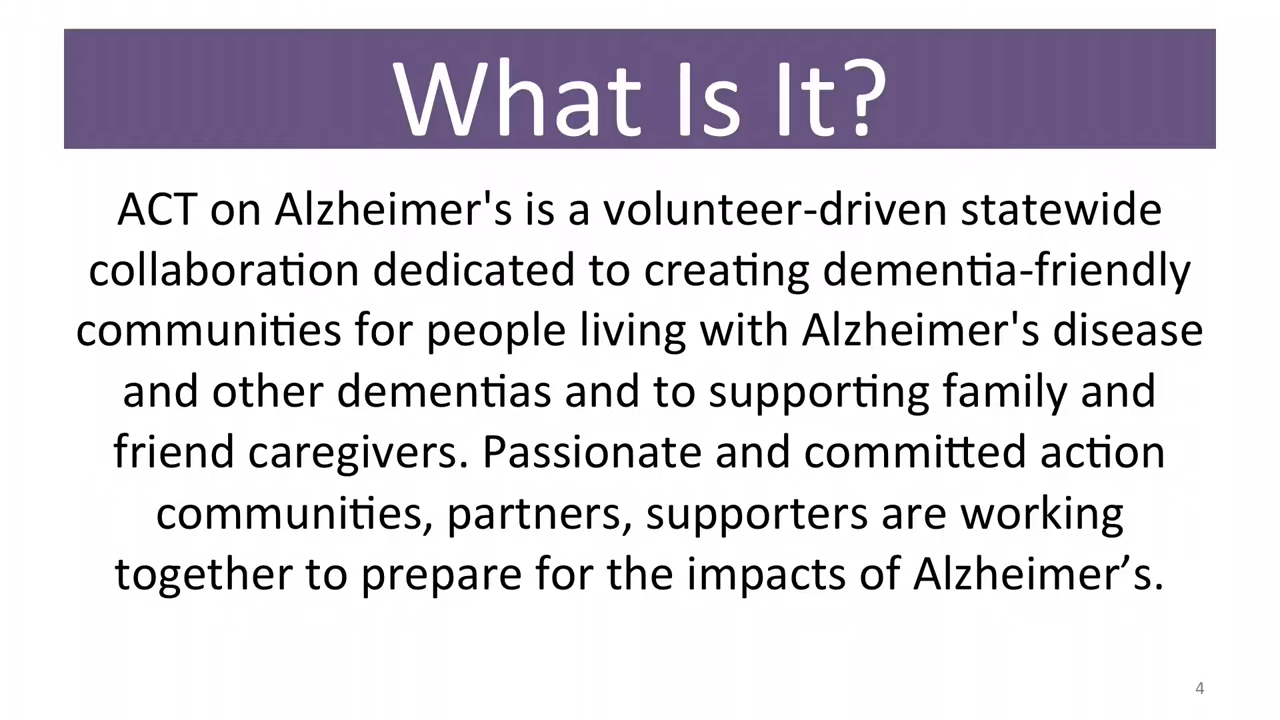 What Is It?
ACT on Alzheimer's is a volunteer-driven statewide
collaboration dedicated to creating dementia-friendly
communities for people living with Alzheimer's disease
and other dementias and to supporting family and
friend caregivers. Passionate and committed action
communities, partners, supporters are working
together to prepare for the impacts of Alzheimer’s.
4